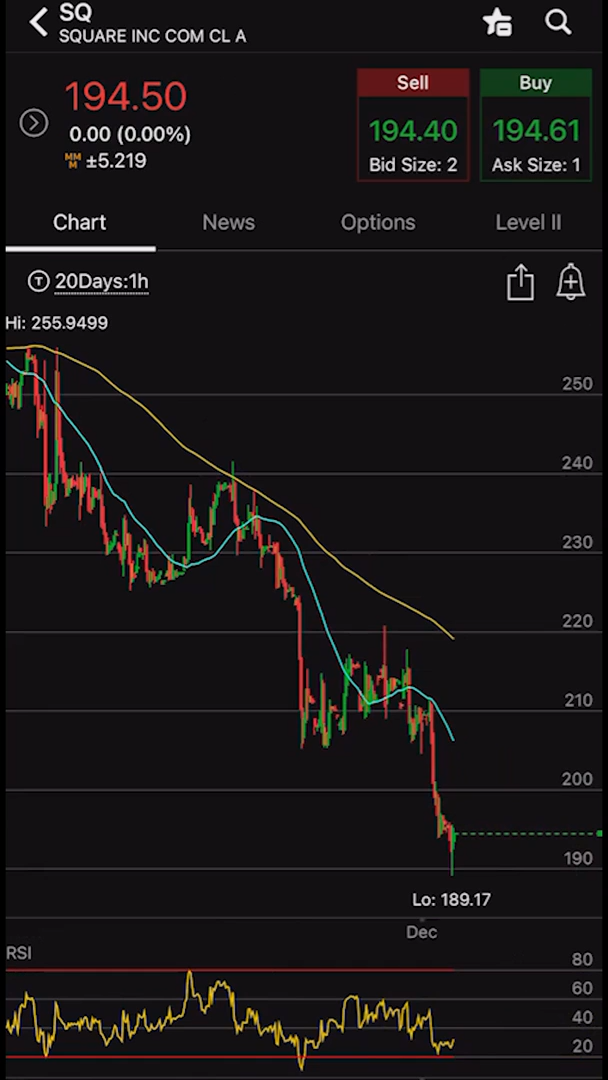 SQ
SQUARE INC COM CL A
194.50
0.00 (0.00%)
MM
M ±5.219
Sell
194.40
Bid Size: 2
Buy
194.61
Ask Size: 1
Chart News Options Level II
T 20Days:1h
Hi: 255.9499
250
240
230
220
210
200
190
Lo: 189.17
Dec
RSI
80
60
40
20